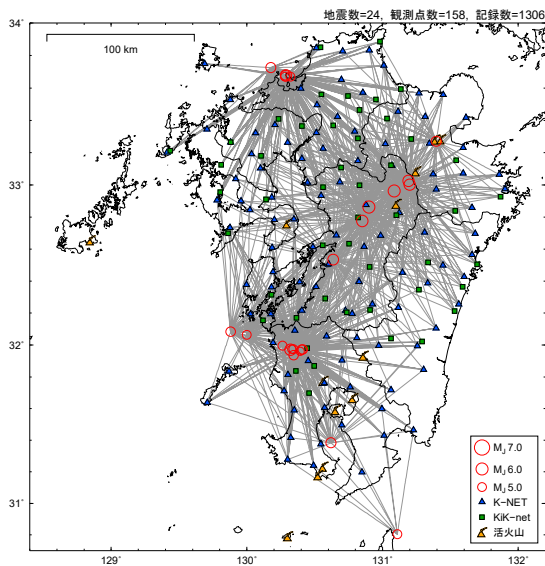 地震数=24, 観測点数=158, 記録数=1306
34˚
100 km
33˚
32˚
31˚
129˚ 130˚ 131˚ 132˚
MJ 7.0
MJ 6.0
MJ 5.0
K−NET
KiK−net
活火山